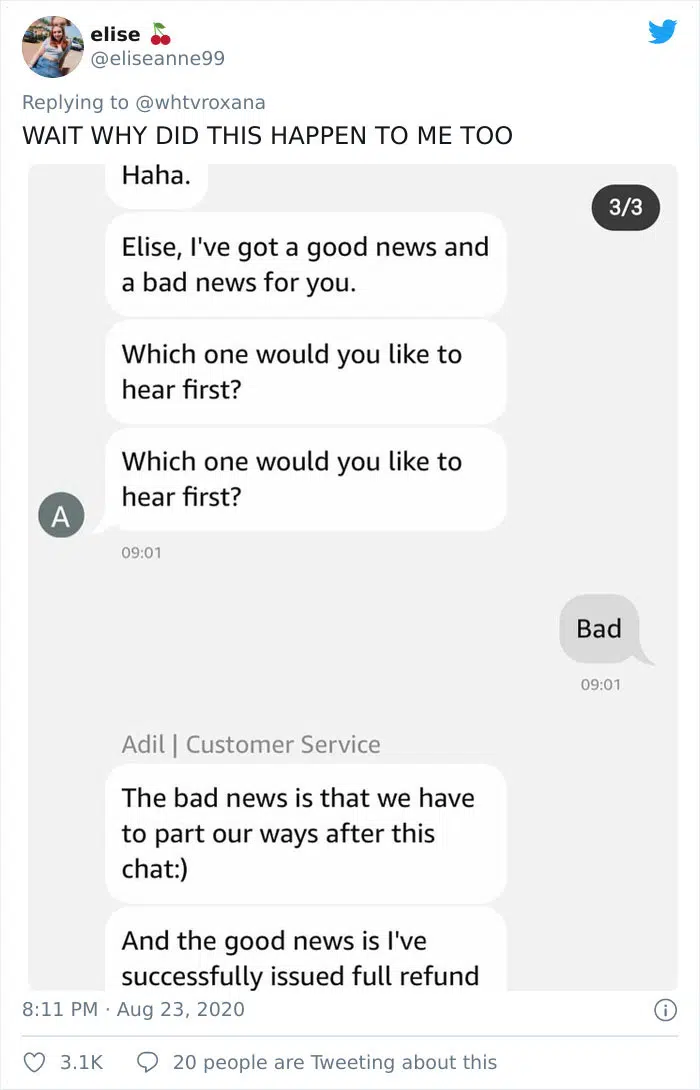 elise
@eliseanne99
Replying to @whtvroxana
WAIT WHY DID THIS HAPPEN TO ME TOO
Haha.
3/3
Elise, I've got a good news and
a bad news for you.
Which one would you like to
hear first?
Which one would you like to
hear first?
A
09:01
Bad
09:01
Adil | Customer Service
The bad news is that we have
to part our ways after this
chat:)
And the good news is I've
successfully issued full refund
8:11 PM · Aug 23, 2020
3.1K
20 people are Tweeting about this